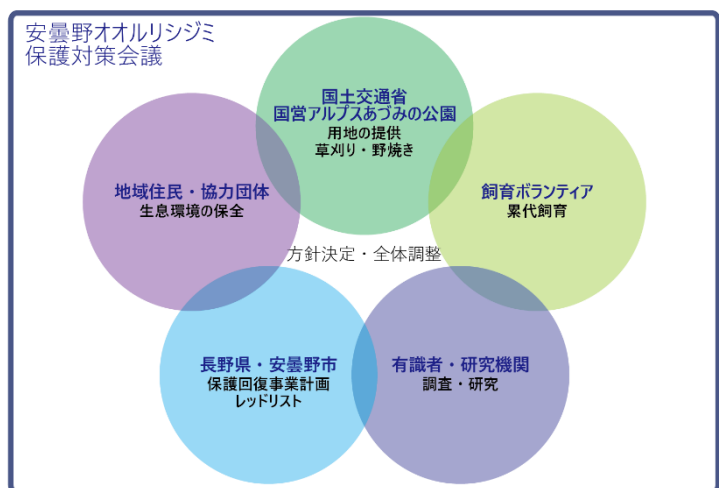 安曇野オオルリシジミ
保護対策会議
国土交通省
国営アルプスあづみの公園
用地の提供
草刈り・野焼き
地域住民・協力団体
生息環境の保全
飼育ボランティア
累代飼育
方針決定・全体調整
長野県・安曇野市
保護回復事業計画
レッドリスト
有識者・研究機関
調査・研究